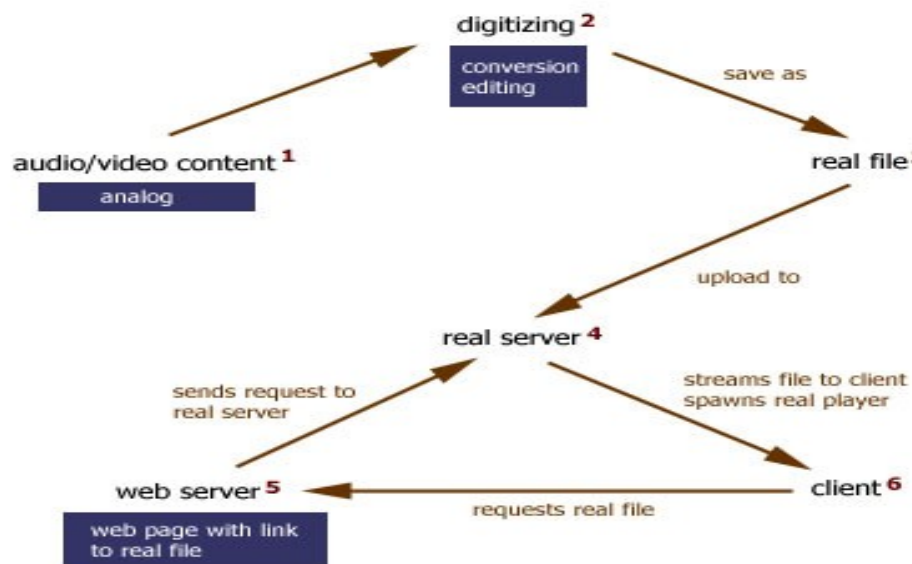 digitizing 2
conversion
editing
save as
audio/video content 1
analog
real file
upload to
real server 4
sends request to
real server
streams file to client
spawns real player
web server 5
client 6
requests real file
web page with link
to real file